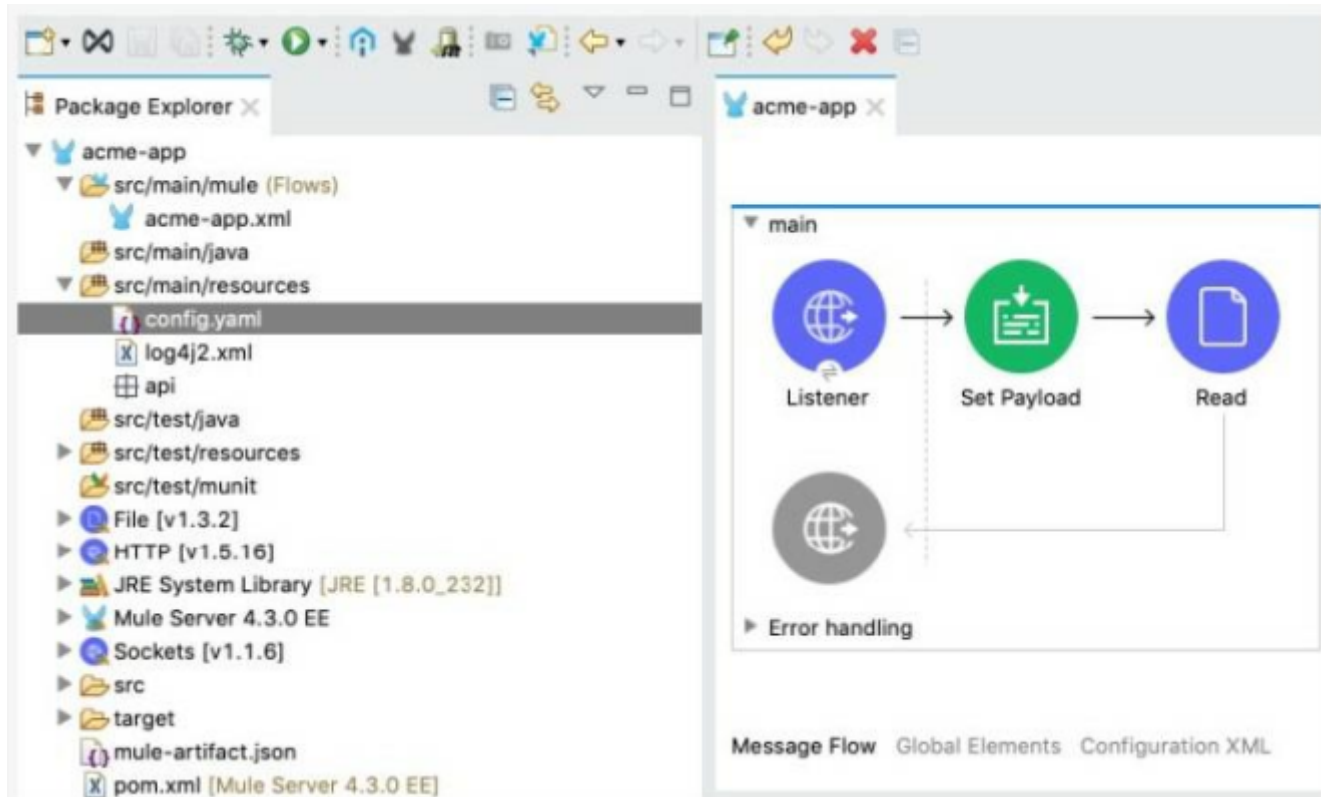 Package Explorer
acme-app
src/main/mule (Flows)
acme-app.xml
src/main/java
src/main/resources
config.yaml
log4j2.xml
api
src/test/java
src/test/resources
src/test/munit
File [v1.3.2]
HTTP [v1.5.16]
JRE System Library [JRE [1.8.0_232]]
Mule Server 4.3.0 EE
Sockets [v1.1.6]
src
target
mule-artifact.json
pom.xml [Mule Server 4.3.0 EE]
acme-app
main
Listener Set Payload Read
Error handling
Message Flow Global Elements Configuration XML